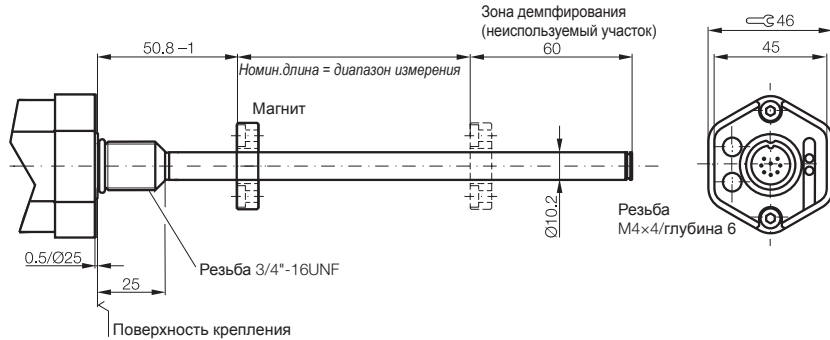 Зона демпфирования
(неиспользуемый участок)
46
50.8 –1
60
45
Номин.длина = диапазон измерения
Магнит
Ø10.2
Резьба
M4×4/глубина 6
0.5/Ø25
Резьба 3/4"-16UNF
25
Поверхность крепления